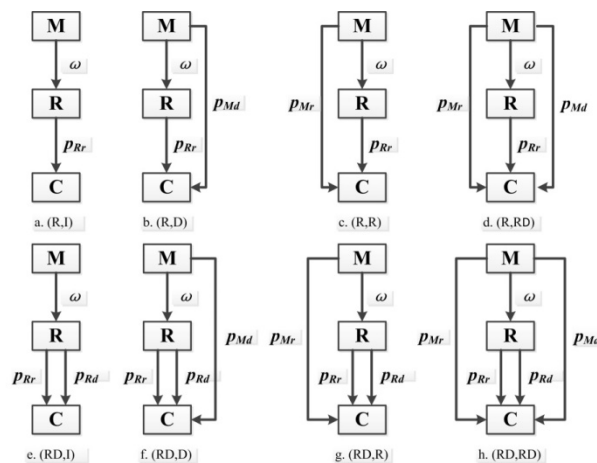 M M M M
ω ω p_Md p_Mr ω p_Mr ω p_Md
R R R R
p_Rr p_Rr p_Rr p_Rr
C C C C
a. (R,I) b. (R,D) c. (R,R) d. (R,RD)
M M M M
ω ω ω ω
R R p_Md p_Mr R p_Mr R p_Md
p_Rr p_Rd p_Rr p_Rd p_Rr p_Rd p_Rr p_Rd
C C C C
e. (RD,I) f. (RD,D) g. (RD,R) h. (RD,RD)